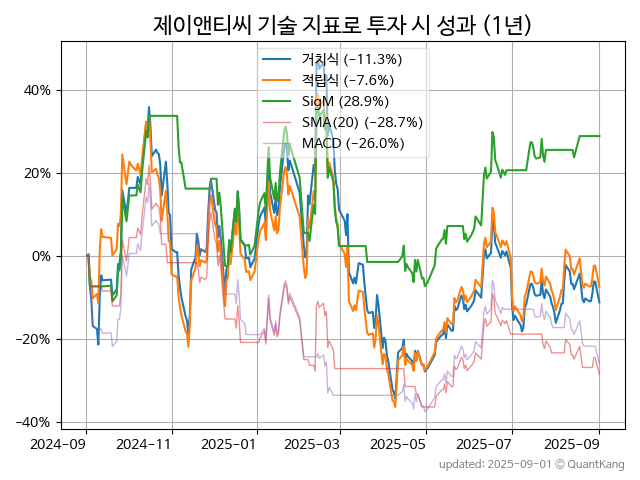 제이앤티씨 기술 지표로 투자 시 성과 (1년)
거치식 (−11.3%)
적립식 (−7.6%)
SigM (28.9%)
SMA(20) (−28.7%)
MACD (−26.0%)
40%
20%
0%
−20%
−40%
2024-09 2024-11 2025-01 2025-03 2025-05 2025-07 2025-09
updated: 2025-09-01 © QuantKang